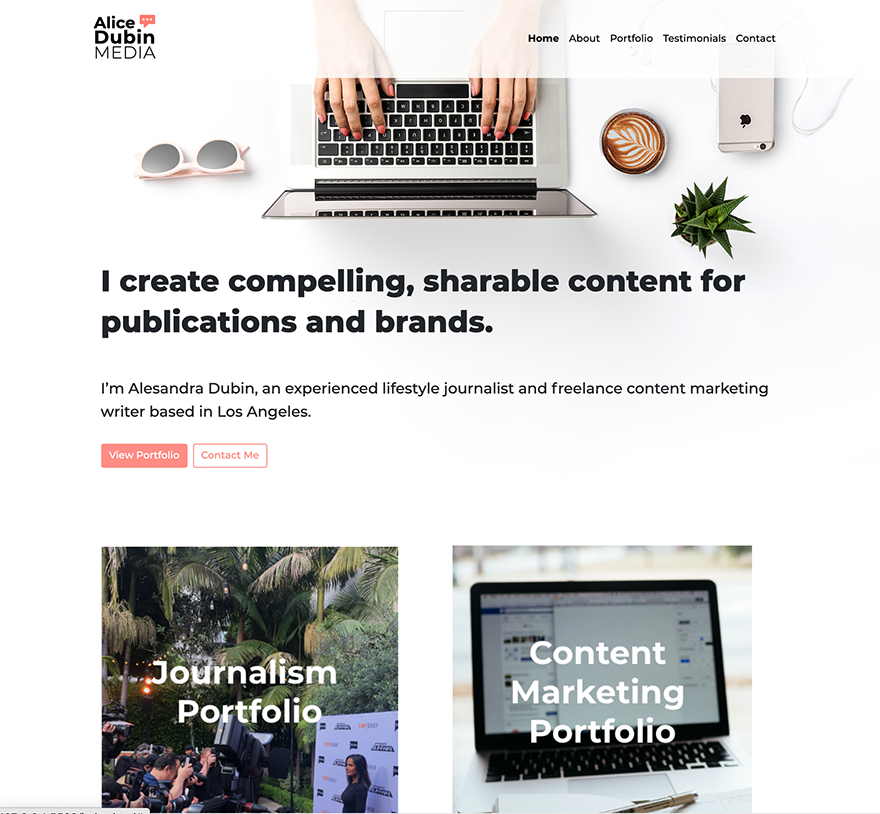 Alice
Dubin
MEDIA
Home About Portfolio Testimonials Contact
I create compelling, sharable content for
publications and brands.
I’m Alesandra Dubin, an experienced lifestyle journalist and freelance content marketing
writer based in Los Angeles.
View Portfolio Contact Me
Journalism
Portfolio
Content
Marketing
Portfolio